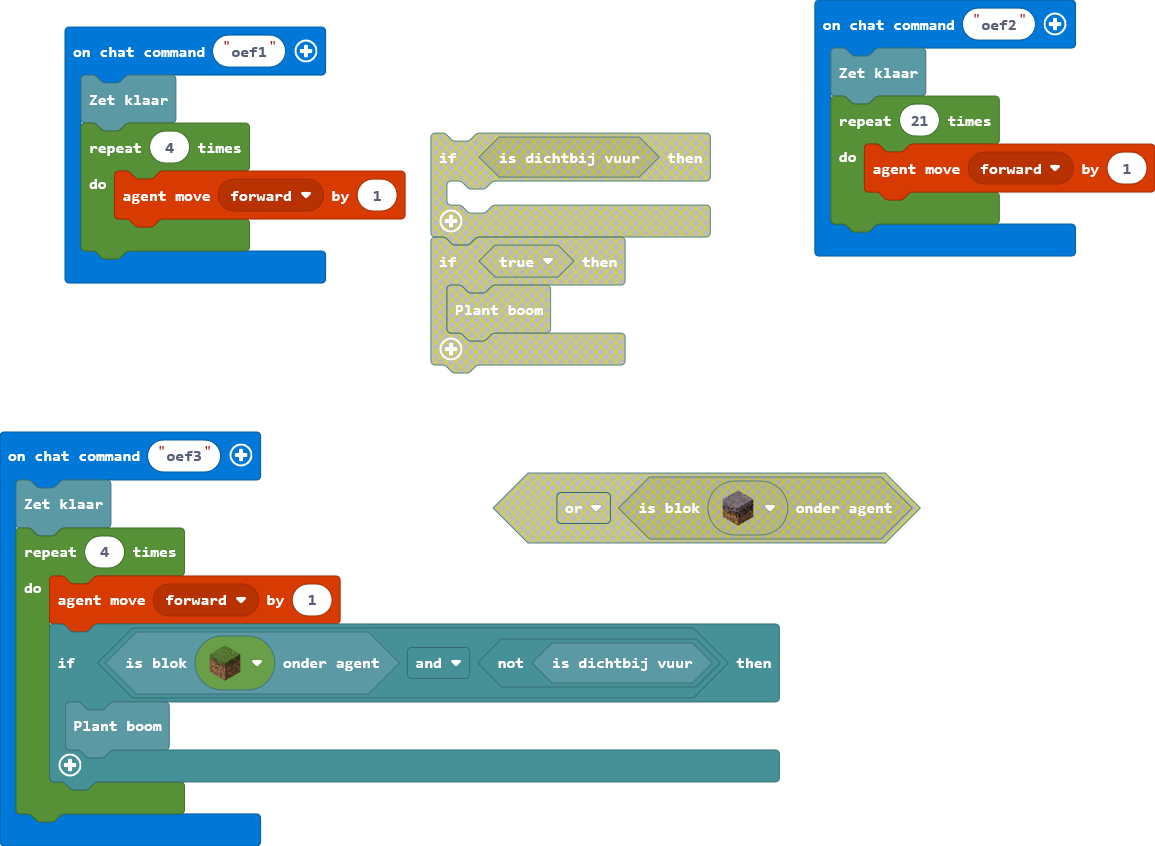 on chat command "oef1"
Zet klaar
repeat 4 times
do
agent move forward by 1
if is dichtbij vuur then
if true then
Plant boom
on chat command "oef2"
Zet klaar
repeat 21 times
do
agent move forward by 1
on chat command "oef3"
Zet klaar
repeat 4 times
do
agent move forward by 1
if is blok onder agent and not is dichtbij vuur then
Plant boom
or is blok onder agent